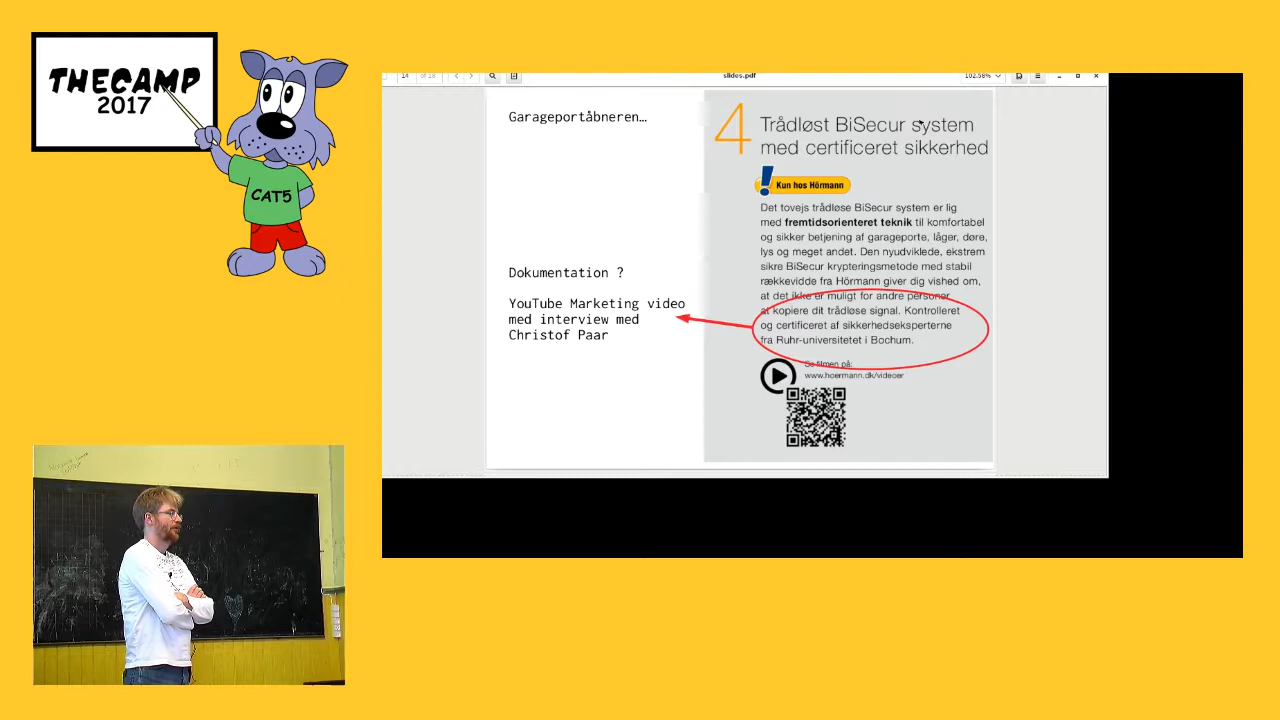 THECAMP
2017
CAT5
14 of 18
slides.pdf
102.58%
Garageportåbneren…
Dokumentation ?
YouTube Marketing video
med interview med
Christof Paar
4
Trådløst BiSecur system
med certificeret sikkerhed
! Kun hos Hörmann
Det tovejs trådløse BiSecur system er lig
med fremtidsorienteret teknik til komfortabel
og sikker betjening af garageporte, låger, døre,
lys og meget andet. Den nyudviklede, ekstrem
sikre BiSecur krypteringsmetode med stabil
rækkevidde fra Hörmann giver dig vished om,
at det ikke er muligt for andre personer
at kopiere dit trådløse signal. Kontrolleret
og certificeret af sikkerhedseksperterne
fra Ruhr-universitetet i Bochum.
Se filmen på:
www.hoermann.dk/videoer